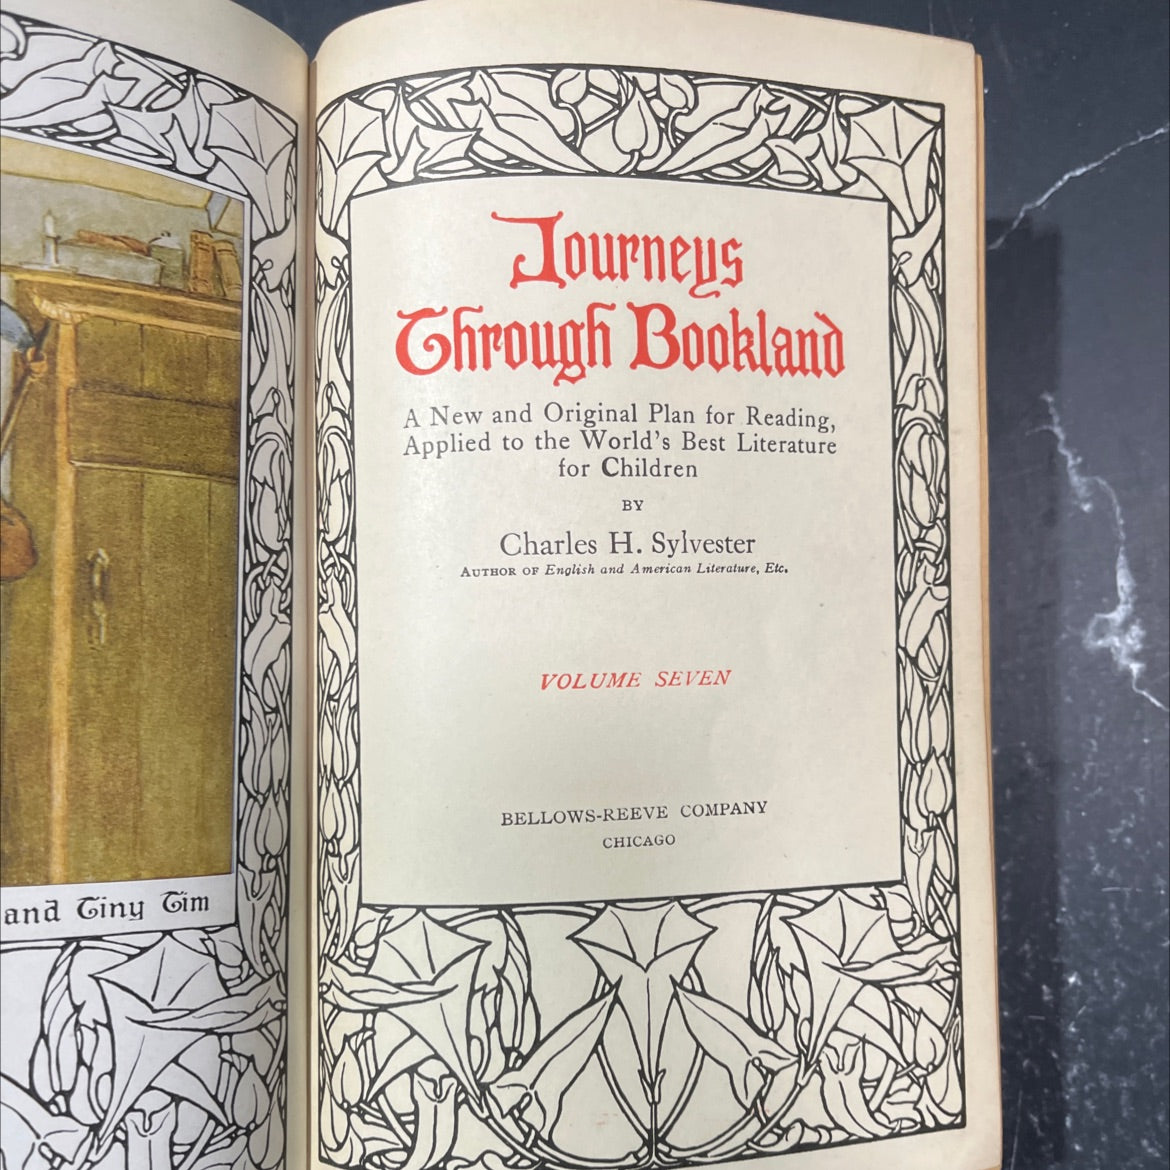 and Tiny Tim
Journeys
Through Bookland
A New and Original Plan for Reading,
Applied to the World's Best Literature
for Children
BY
Charles H. Sylvester
AUTHOR OF English and American Literature, Etc.
VOLUME SEVEN
BELLOWS-REEVE COMPANY
CHICAGO